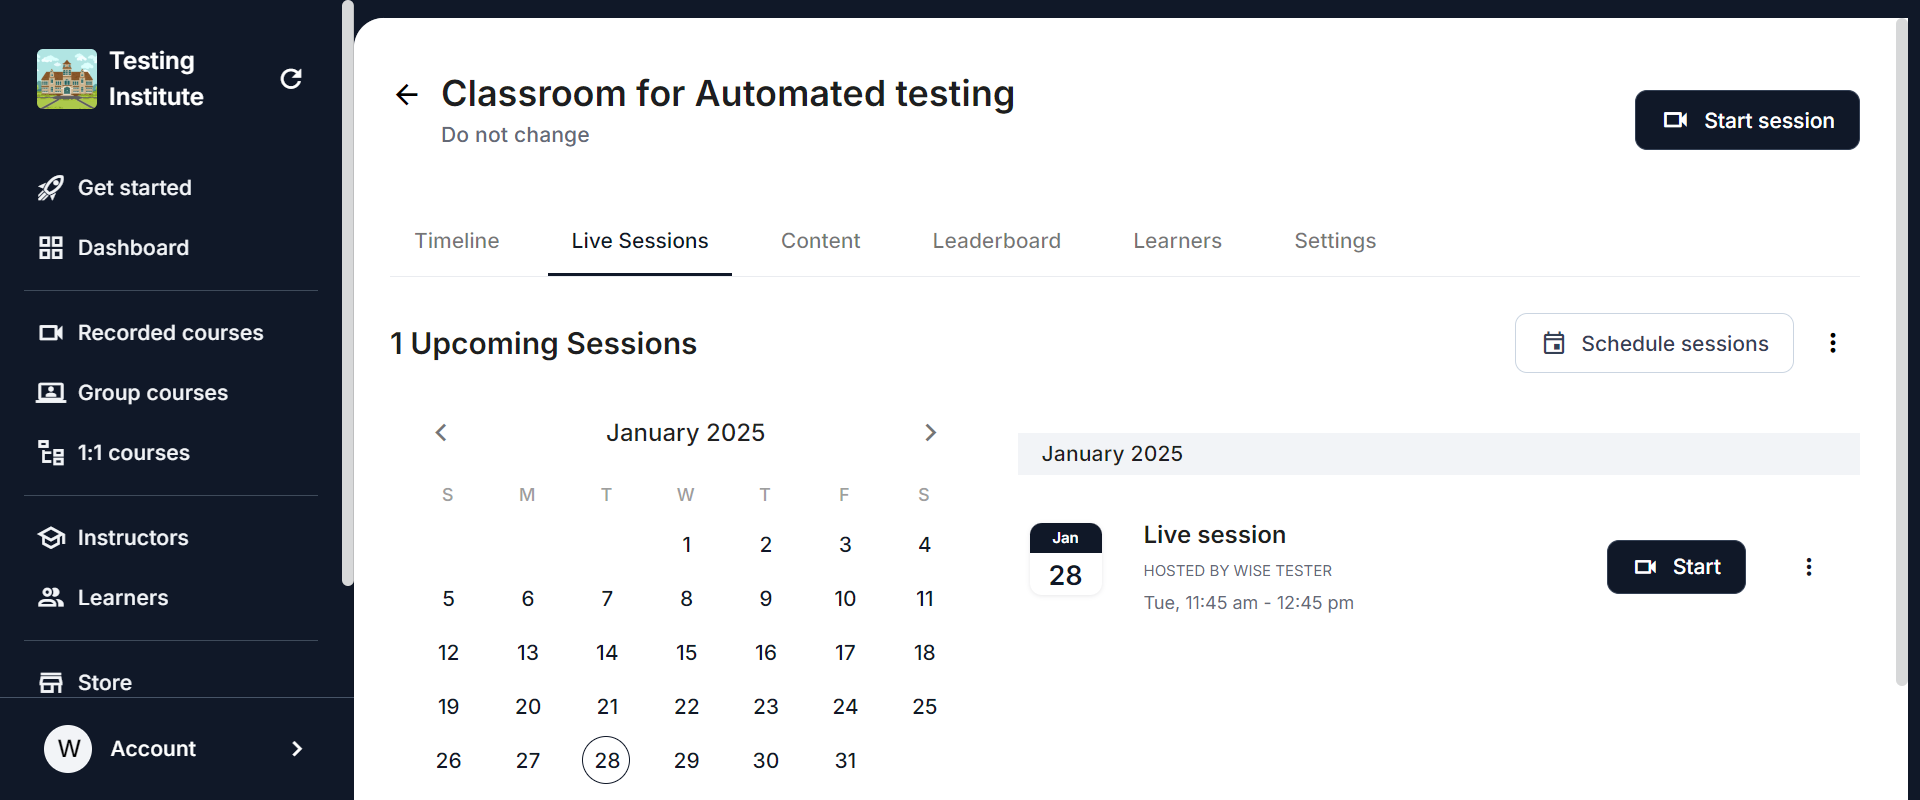 Testing
Institute
Get started
Dashboard
Recorded courses
Group courses
1:1 courses
Instructors
Learners
Store
W Account
Classroom for Automated testing
Do not change
Start session
Timeline Live Sessions Content Leaderboard Learners Settings
1 Upcoming Sessions
Schedule sessions
January 2025
S M T W T F S
1 2 3 4
5 6 7 8 9 10 11
12 13 14 15 16 17 18
19 20 21 22 23 24 25
26 27 28 29 30 31
January 2025
Jan
28
Live session
HOSTED BY WISE TESTER
Tue, 11:45 am - 12:45 pm
Start